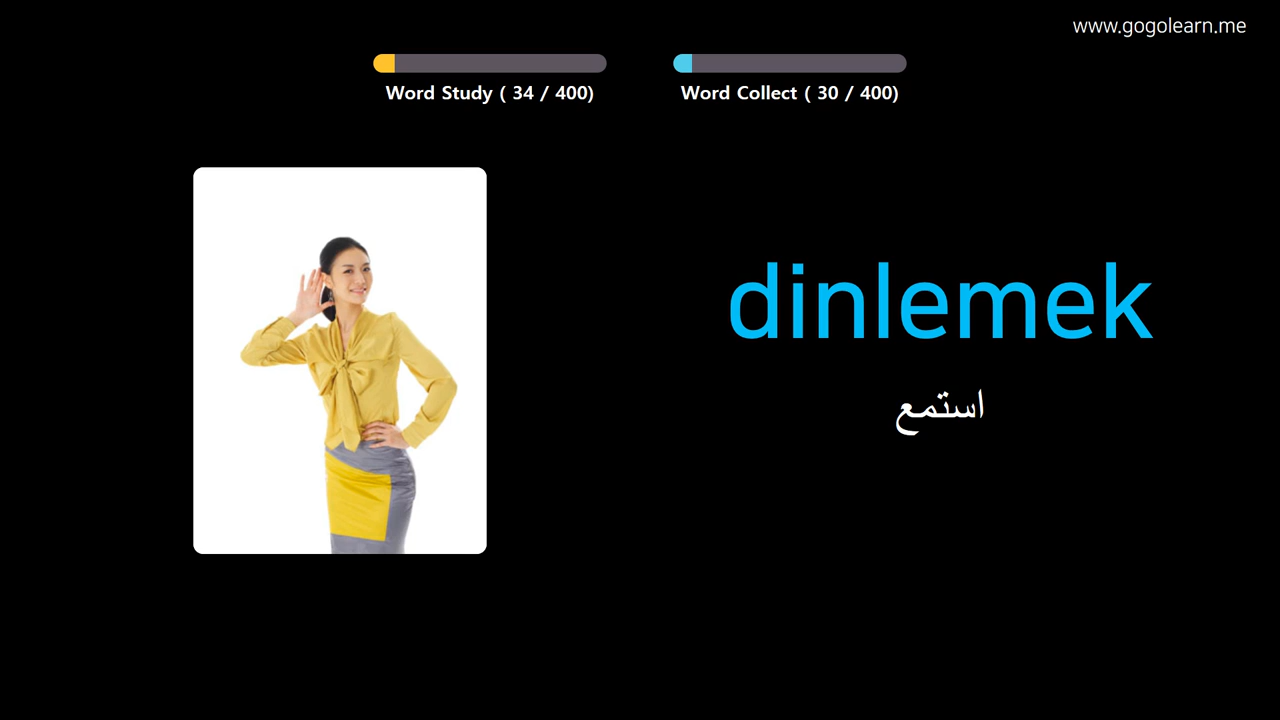 www.gogolearn.me
Word Study ( 34 / 400)
Word Collect ( 30 / 400)
dinlemek
استمع